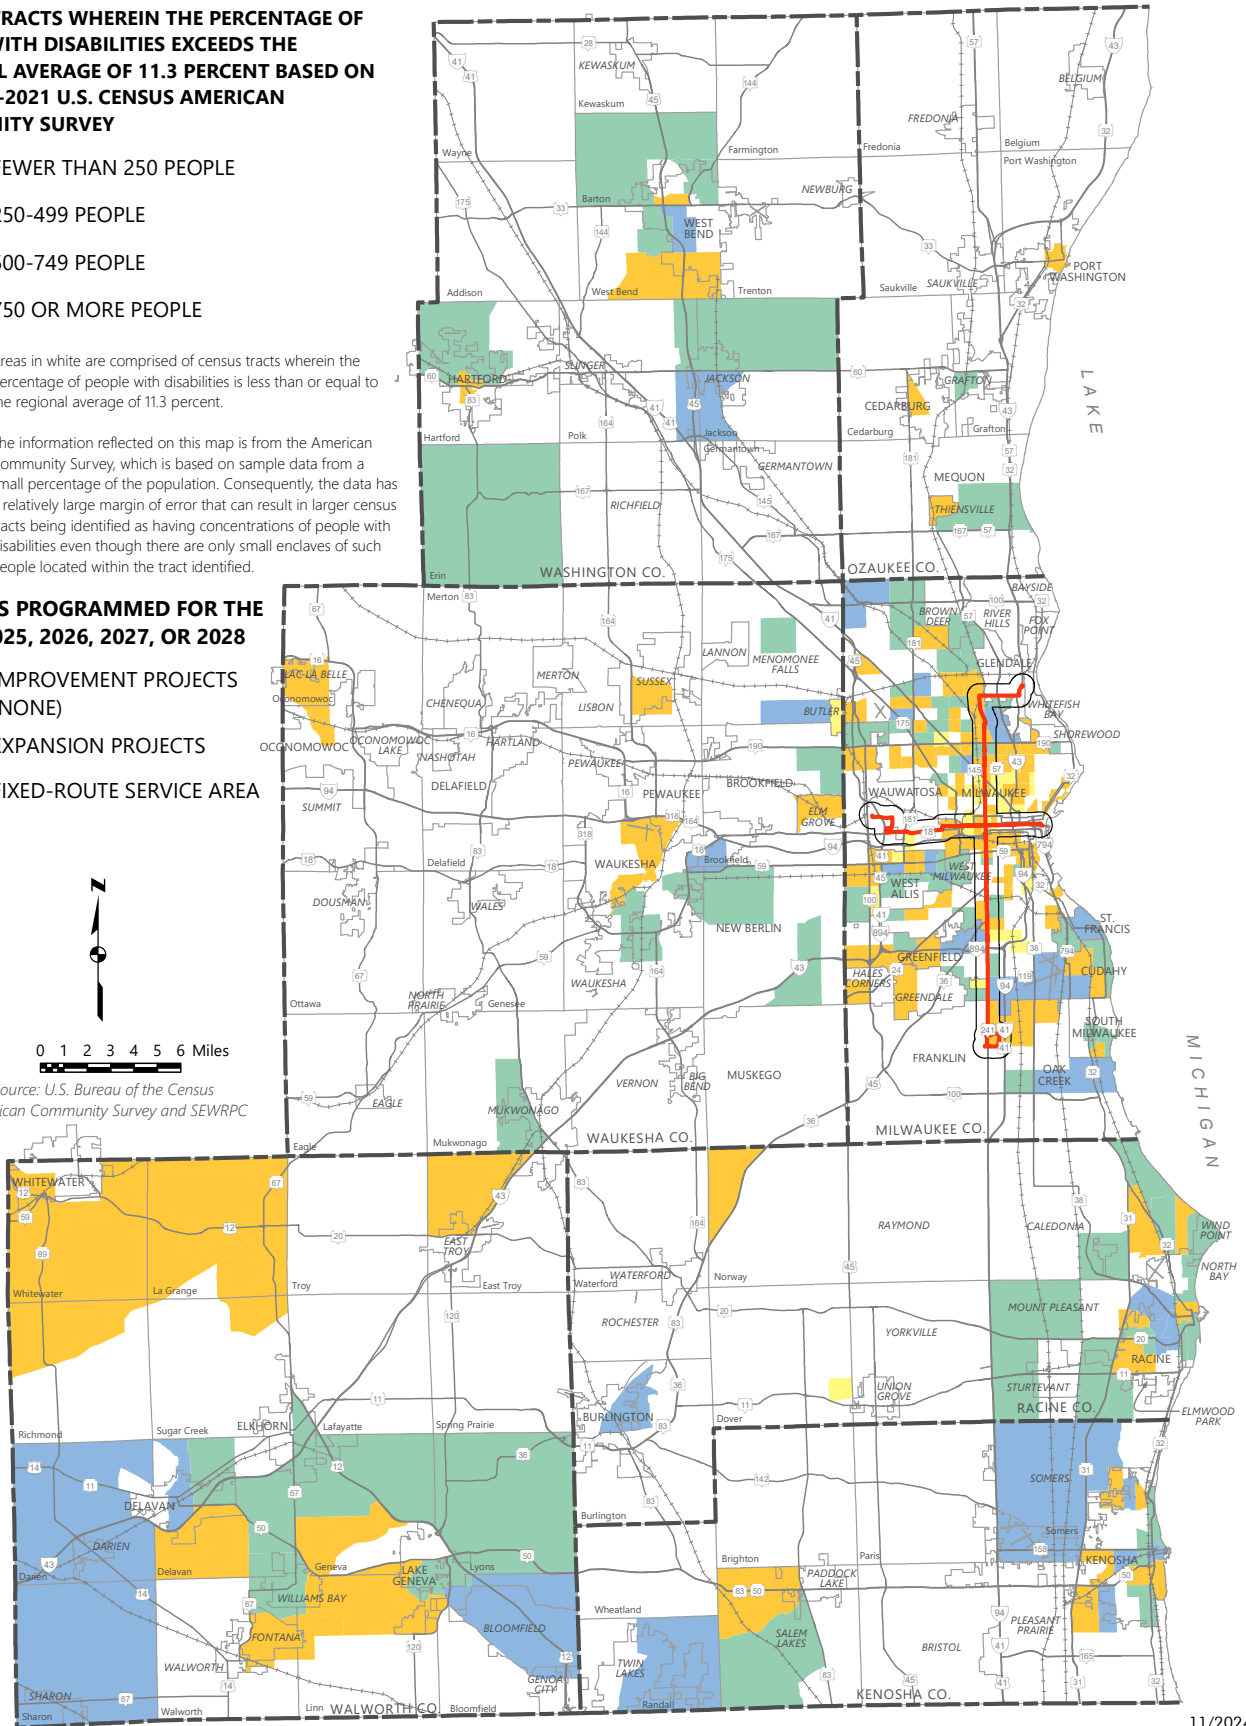 TRACTS WHEREIN THE PERCENTAGE OF
WITH DISABILITIES EXCEEDS THE
L AVERAGE OF 11.3 PERCENT BASED ON
-2021 U.S. CENSUS AMERICAN
NITY SURVEY
FEWER THAN 250 PEOPLE
250-499 PEOPLE
500-749 PEOPLE
750 OR MORE PEOPLE
reas in white are comprised of census tracts wherein the
ercentage of people with disabilities is less than or equal to
he regional average of 11.3 percent.
he information reflected on this map is from the American
ommunity Survey, which is based on sample data from a
mall percentage of the population. Consequently, the data has
relatively large margin of error that can result in larger census
racts being identified as having concentrations of people with
isabilities even though there are only small enclaves of such
eople located within the tract identified.
S PROGRAMMED FOR THE
025, 2026, 2027, OR 2028
IMPROVEMENT PROJECTS
(NONE)
EXPANSION PROJECTS
FIXED-ROUTE SERVICE AREA
N
0 1 2 3 4 5 6 Miles
ource: U.S. Bureau of the Census
ican Community Survey and SEWRPC
KEWASKUM
Kewaskum
Wayne
Farmington
Barton
NEWBURG
WEST
BEND
Addison
West Bend
Trenton
HARTFORD
SLINGER
JACKSON
Hartford
Polk
Jackson
Germantown
GERMANTOWN
RICHFIELD
Erin
WASHINGTON CO.
BELGIUM
FREDONIA
Fredonia
Belgium
Port Washington
PORT
WASHINGTON
Saukville
SAUKVILLE
GRAFTON
CEDARBURG
Cedarburg
Grafton
MEQUON
THIENSVILLE
OZAUKEE CO.
LAKE
MICHIGAN
Merton
LAC LA BELLE
Oconomowoc
OCONOMOWOC
OCONOMOWOC
LAKE
CHENEQUA
MERTON
LISBON
SUSSEX
LANNON
MENOMONEE
FALLS
BUTLER
NASHOTAH
HARTLAND
PEWAUKEE
PEWAUKEE
BROOKFIELD
ELM
GROVE
SUMMIT
DELAFIELD
Delafield
WAUKESHA
Brookfield
DOUSMAN
WALES
NEW BERLIN
WAUKESHA
Ottawa
NORTH
PRAIRIE
Genesee
VERNON
BIG
BEND
MUSKEGO
EAGLE
Eagle
MUKWONAGO
Mukwonago
WAUKESHA CO.
BAYSIDE
BROWN
DEER
RIVER
HILLS
FOX
POINT
GLENDALE
WHITEFISH
BAY
SHOREWOOD
WAUWATOSA
MILWAUKEE
WEST
MILWAUKEE
WEST
ALLIS
ST.
FRANCIS
GREENFIELD
CUDAHY
HALES
CORNERS
GREENDALE
SOUTH
MILWAUKEE
FRANKLIN
OAK
CREEK
MILWAUKEE CO.
WHITEWATER
Whitewater
La Grange
Troy
EAST
TROY
East Troy
Richmond
Sugar Creek
ELKHORN
Lafayette
Spring Prairie
DELAVAN
DARIEN
Darien
Delavan
Geneva
LAKE
GENEVA
Lyons
WILLIAMS BAY
FONTANA
BLOOMFIELD
WALWORTH
GENOA
CITY
SHARON
Sharon
Walworth
Linn
WALWORTH CO.
Bloomfield
WATERFORD
Waterford
Norway
RAYMOND
CALEDONIA
WIND
POINT
NORTH
BAY
ROCHESTER
YORKVILLE
MOUNT PLEASANT
RACINE
UNION
GROVE
STURTEVANT
ELMWOOD
PARK
BURLINGTON
Dover
RACINE CO.
Burlington
SOMERS
Somers
Brighton
Paris
PADDOCK
LAKE
KENOSHA
Wheatland
SALEM
LAKES
PLEASANT
PRAIRIE
BRISTOL
TWIN
LAKES
Randall
KENOSHA CO.